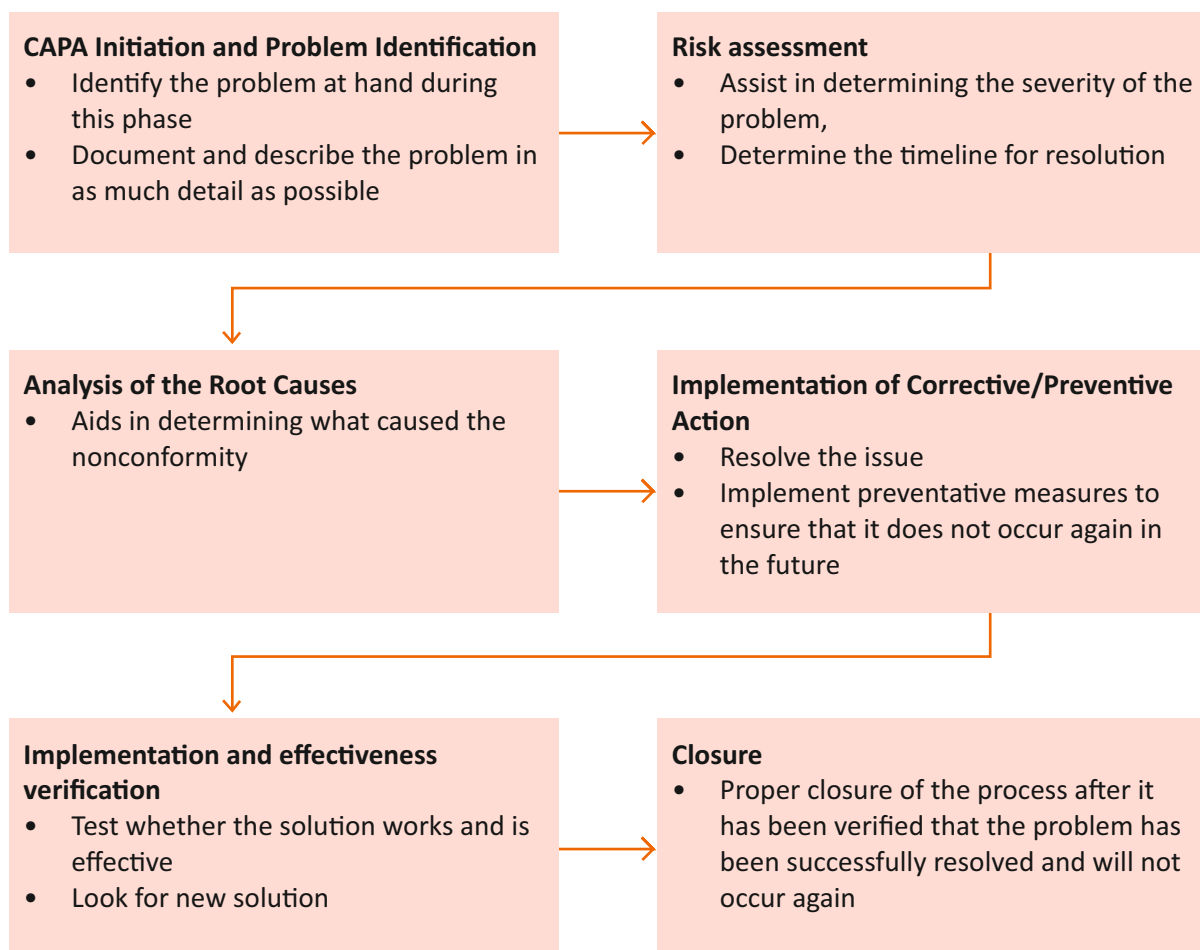 CAPA Initiation and Problem Identification
• Identify the problem at hand during
this phase
• Document and describe the problem in
as much detail as possible
Risk assessment
• Assist in determining the severity of the
problem,
• Determine the timeline for resolution
Analysis of the Root Causes
• Aids in determining what caused the
nonconformity
Implementation of Corrective/Preventive
Action
• Resolve the issue
• Implement preventative measures to
ensure that it does not occur again in
the future
Implementation and effectiveness
verification
• Test whether the solution works and is
effective
• Look for new solution
Closure
• Proper closure of the process after it
has been verified that the problem has
been successfully resolved and will not
occur again